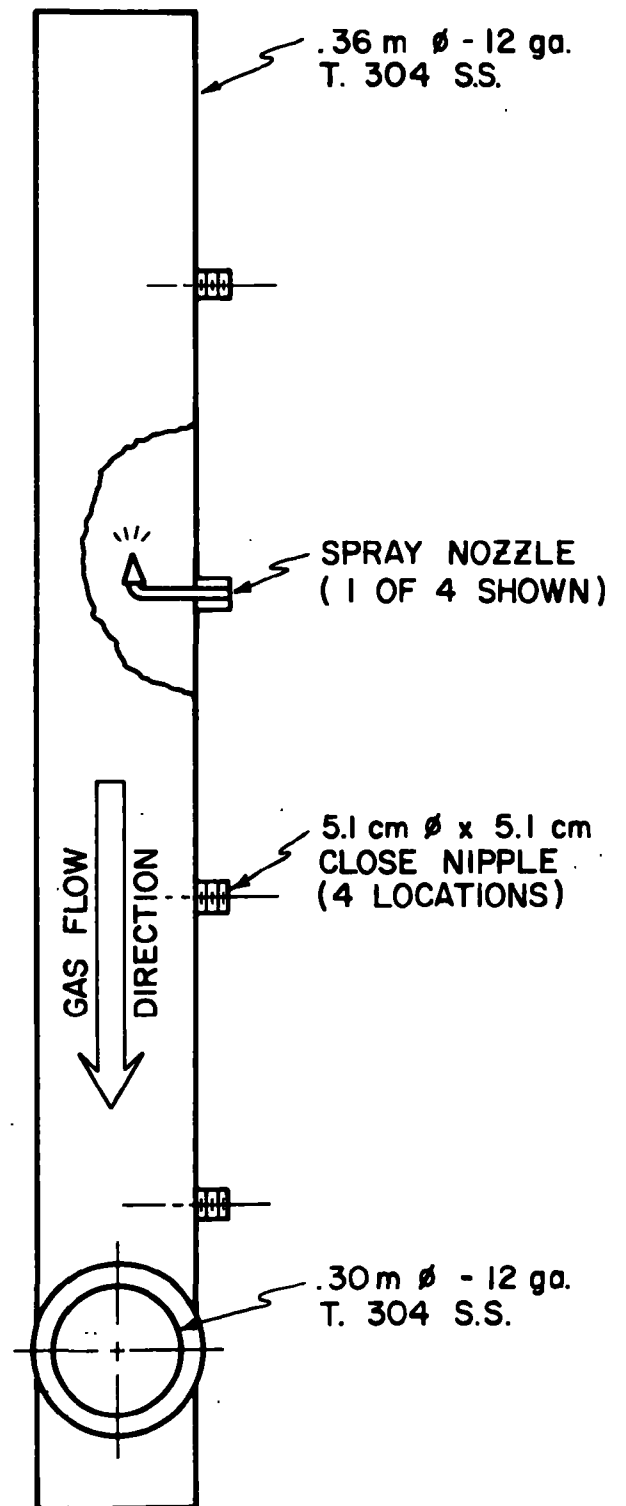 .36 m ø - 12 ga.
T. 304 S.S.
SPRAY NOZZLE
( 1 OF 4 SHOWN )
5.1 cm ø x 5.1 cm
CLOSE NIPPLE
(4 LOCATIONS)
GAS FLOW
DIRECTION
.30 m ø - 12 ga.
T. 304 S.S.